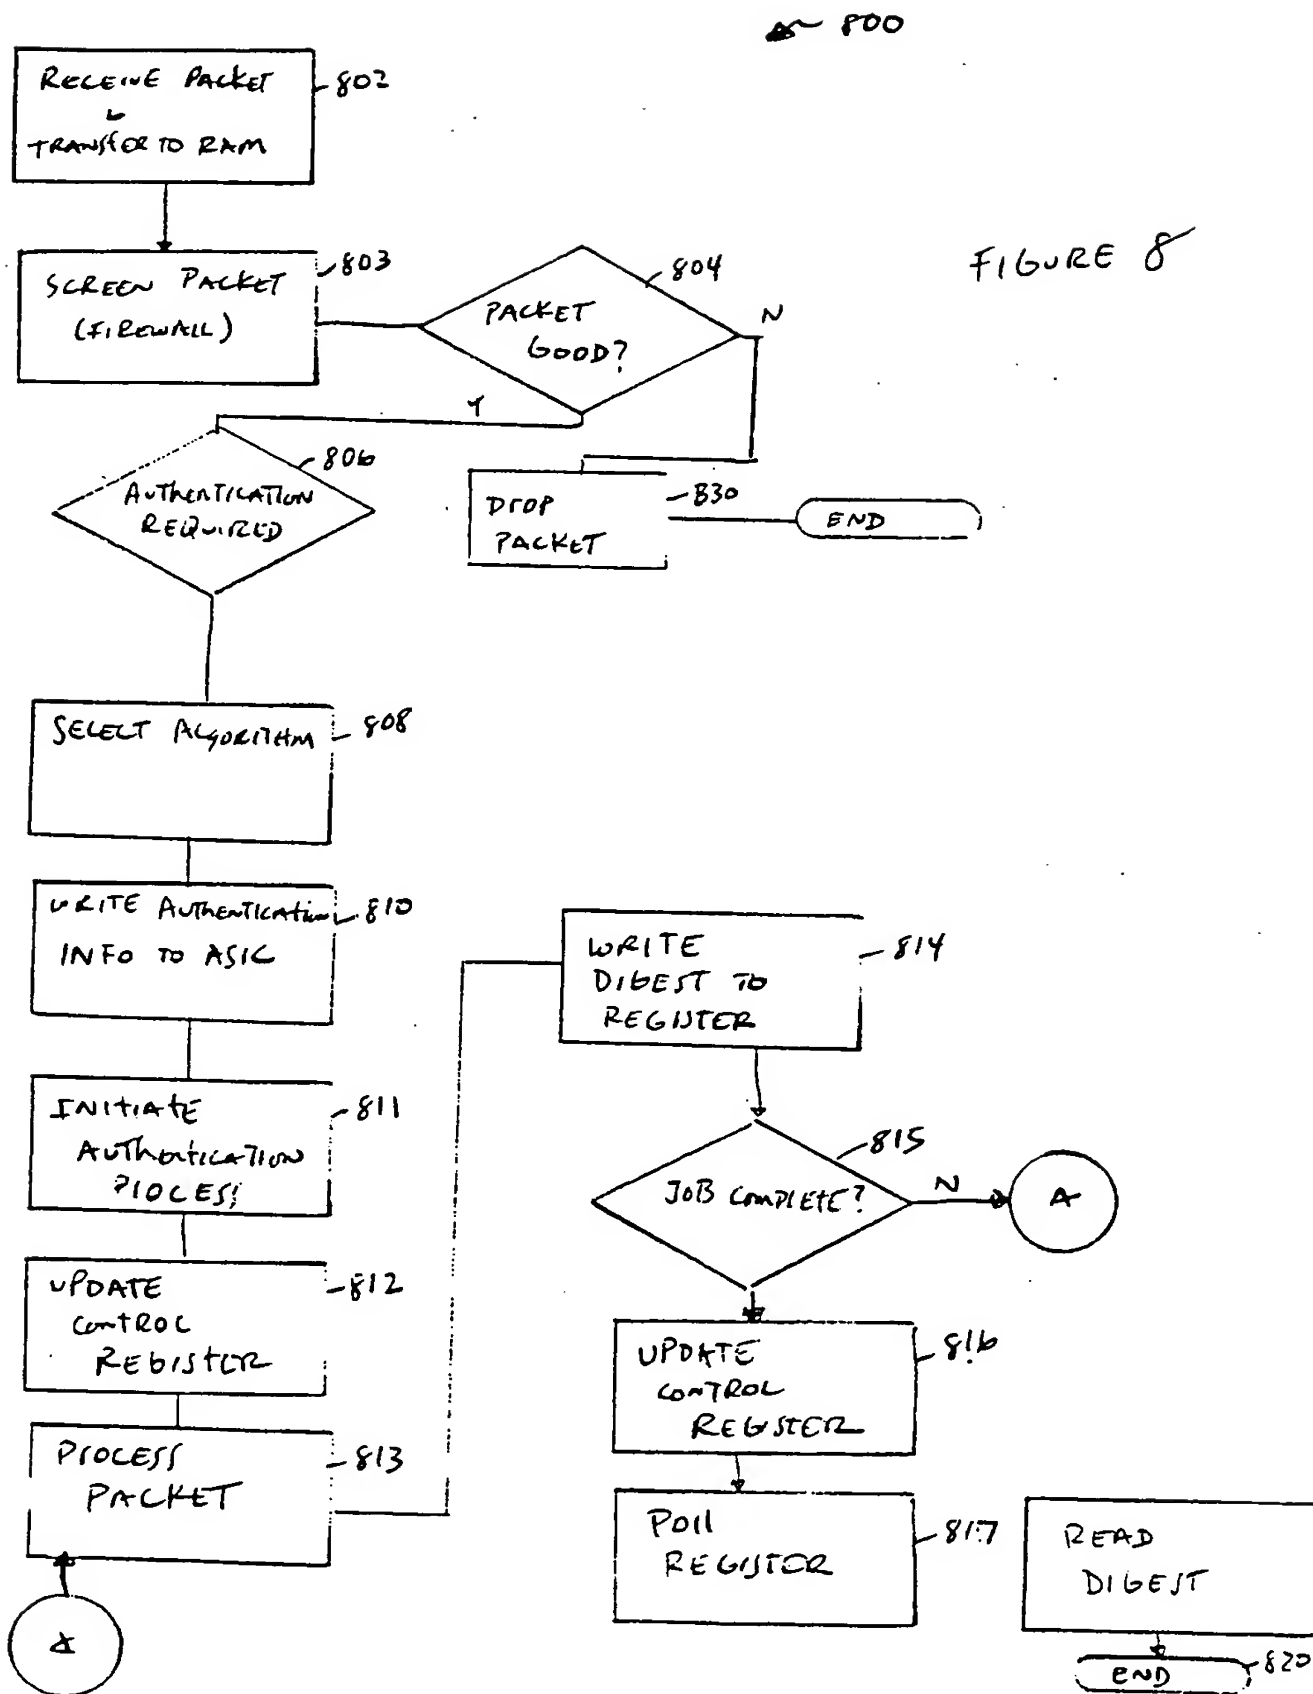 800
RECEIVE PACKET
&
TRANSFER TO RAM
802
SCREEN PACKET
(FIREWALL)
803
PACKET
GOOD?
804
N
Y
FIGURE 8
AUTHENTICATION
REQUIRED
806
DROP
PACKET
830
END
SELECT ALGORITHM
808
WRITE AUTHENTICATION
INFO TO ASIC
810
INITIATE
AUTHENTICATION
PROCESS
811
UPDATE
CONTROL
REGISTER
812
PROCESS
PACKET
813
A
WRITE
DIGEST TO
REGISTER
814
JOB COMPLETE?
815
N
A
UPDATE
CONTROL
REGISTER
816
POLL
REGISTER
817
READ
DIGEST
END
820